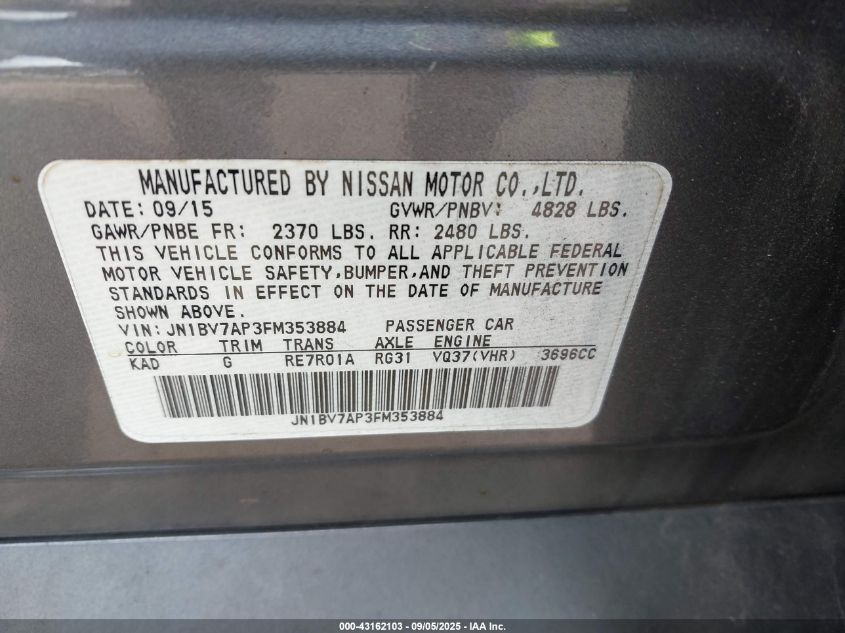 MANUFACTURED BY NISSAN MOTOR CO.,LTD.
DATE: 09/15 GVWR/PNBV: 4828 LBS.
GAWR/PNBE FR: 2370 LBS. RR: 2480 LBS.
THIS VEHICLE CONFORMS TO ALL APPLICABLE FEDERAL
MOTOR VEHICLE SAFETY,BUMPER,AND THEFT PREVENTION
STANDARDS IN EFFECT ON THE DATE OF MANUFACTURE
SHOWN ABOVE.
VIN: JN1BV7AP3FM353884 PASSENGER CAR
COLOR TRIM TRANS AXLE ENGINE
KAD G RE7R01A RG31 VQ37(VHR) 3696CC
JN1BV7AP3FM353884
000-43162103 - 09/05/2025 - IAA Inc.